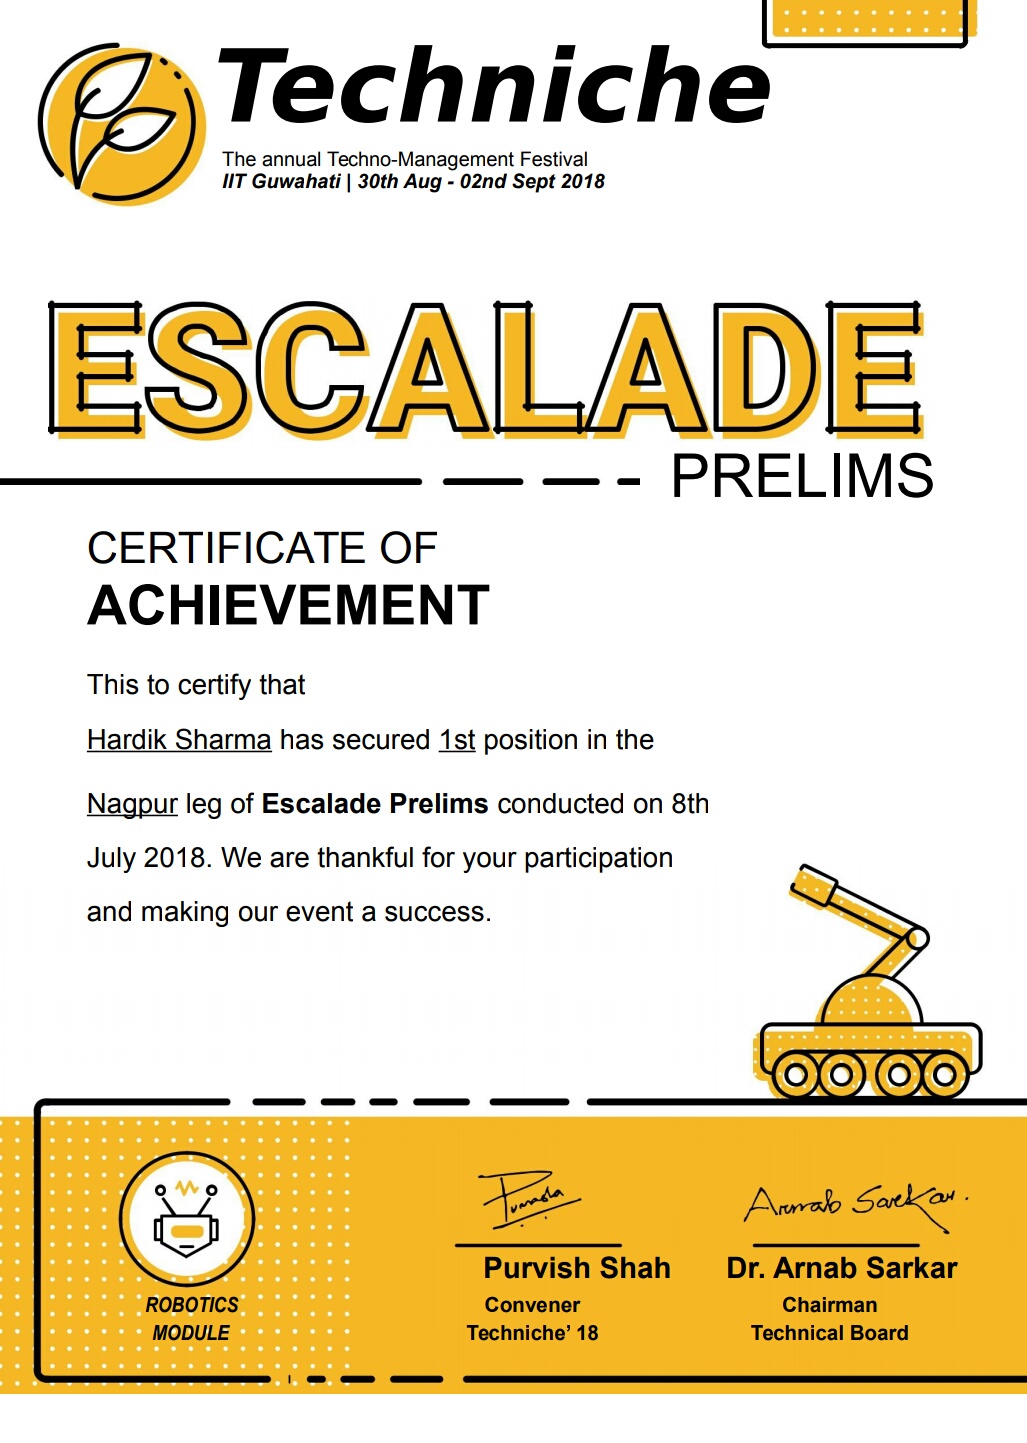 Techniche
The annual Techno-Management Festival
IIT Guwahati | 30th Aug - 02nd Sept 2018
ESCALADE
PRELIMS
CERTIFICATE OF
ACHIEVEMENT
This to certify that
Hardik Sharma has secured 1st position in the
Nagpur leg of Escalade Prelims conducted on 8th
July 2018. We are thankful for your participation
and making our event a success.
Arnab Sarkar.
Purvish Shah
Dr. Arnab Sarkar
ROBOTICS
MODULE
Convener
Techniche’ 18
Chairman
Technical Board